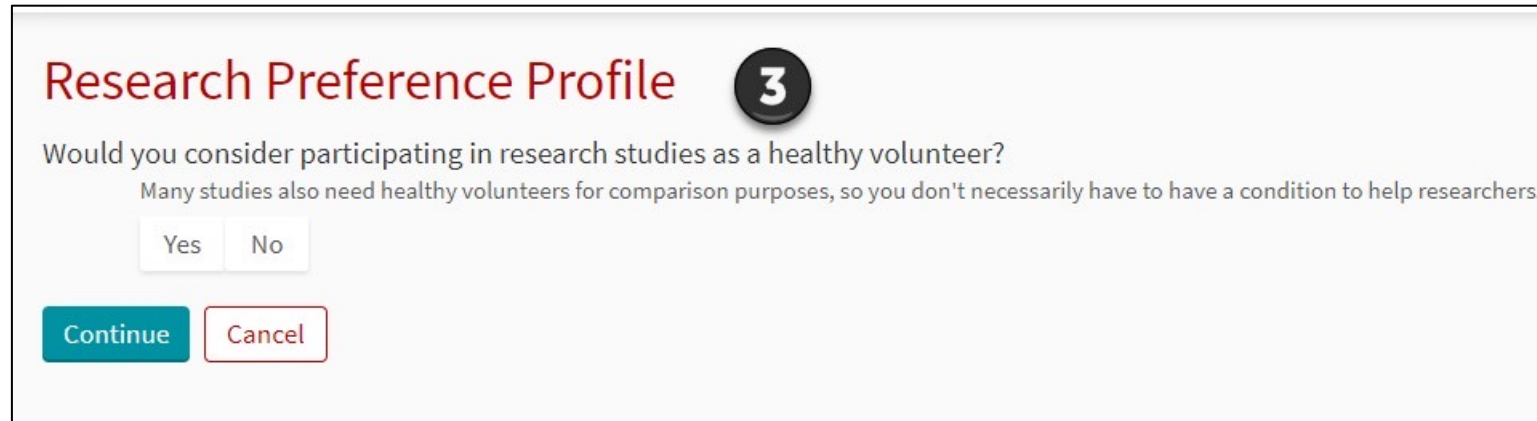 Research Preference Profile 3
Would you consider participating in research studies as a healthy volunteer?
Many studies also need healthy volunteers for comparison purposes, so you don't necessarily have to have a condition to help researchers.
Yes No
Continue Cancel